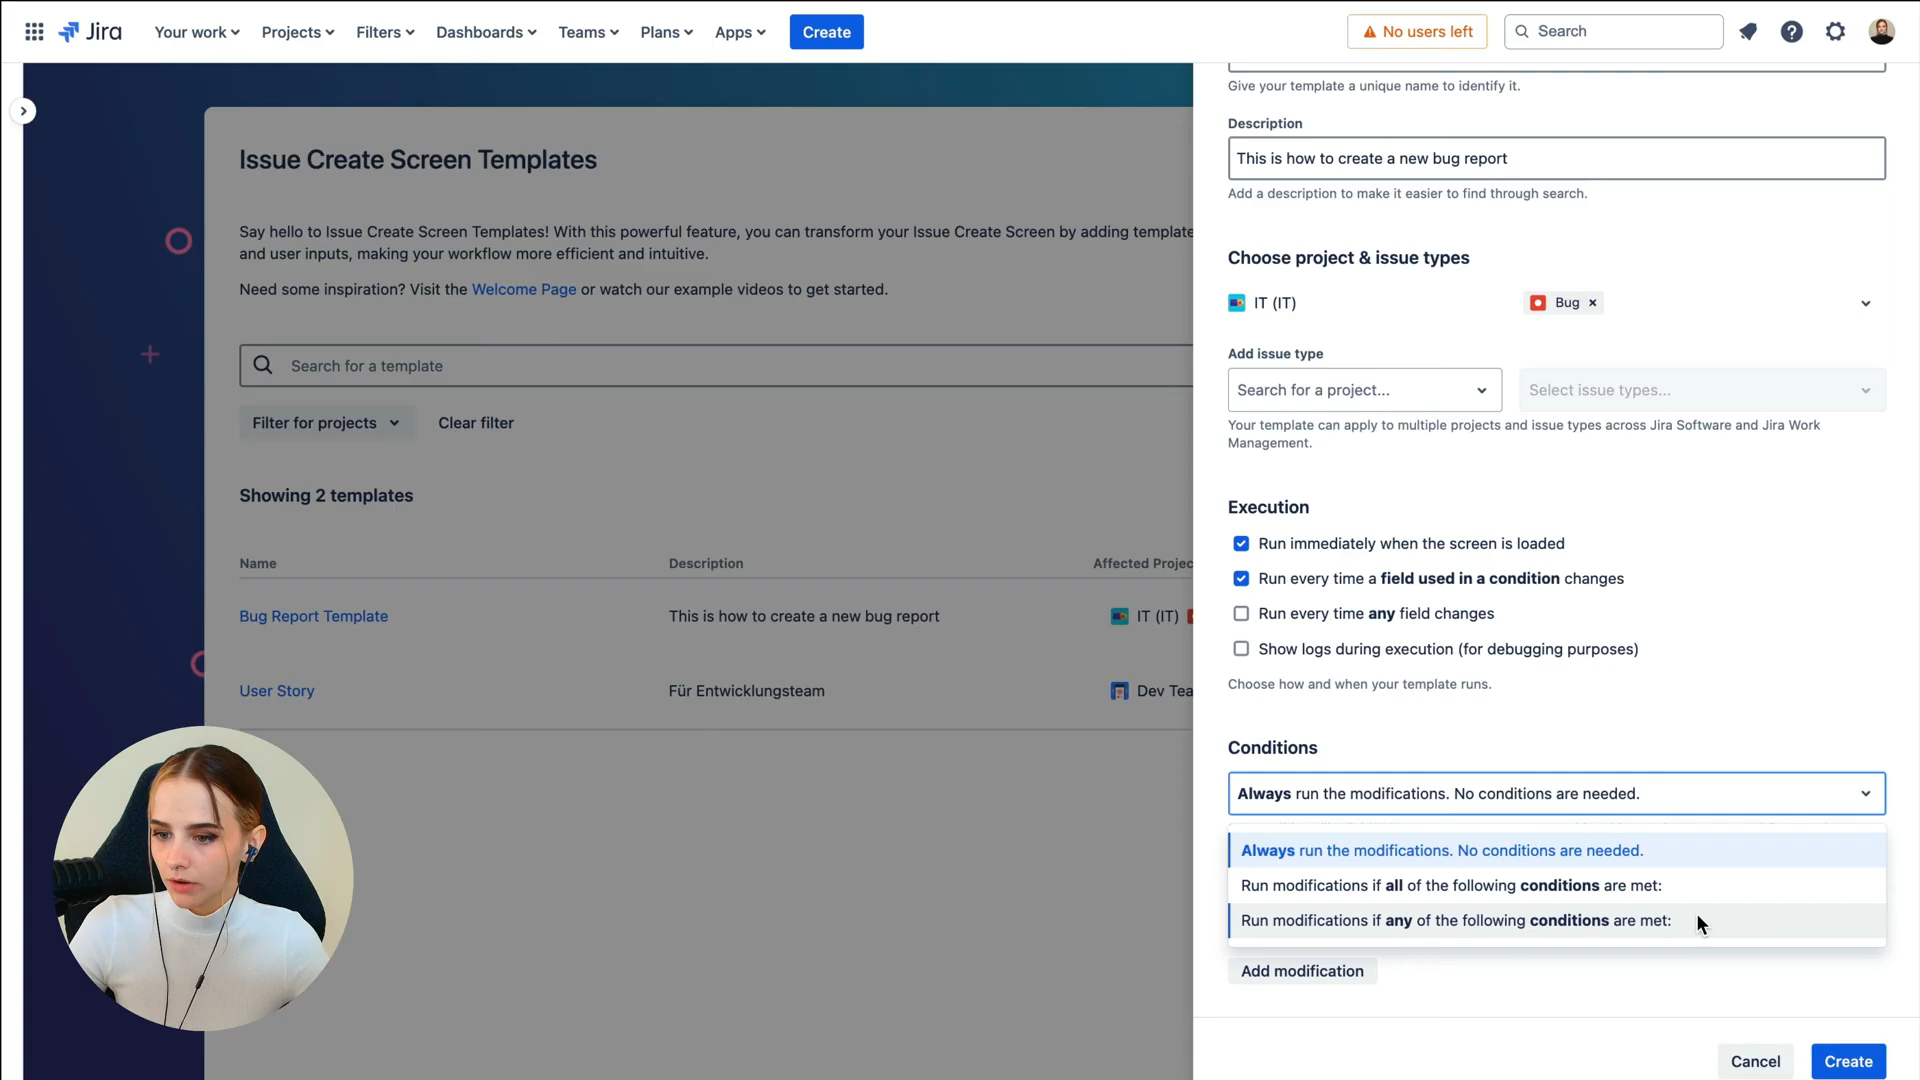 Jira
Your work
Projects
Filters
Dashboards
Teams
Plans
Apps
Create
No users left
Search
Issue Create Screen Templates
Say hello to Issue Create Screen Templates! With this powerful feature, you can transform your Issue Create Screen by adding template
and user inputs, making your workflow more efficient and intuitive.
Need some inspiration? Visit the Welcome Page or watch our example videos to get started.
Search for a template
Filter for projects
Clear filter
Showing 2 templates
Name
Description
Affected Projec
Bug Report Template
This is how to create a new bug report
IT (IT)
User Story
Für Entwicklungsteam
Dev Tea
Give your template a unique name to identify it.
Description
This is how to create a new bug report
Add a description to make it easier to find through search.
Choose project & issue types
IT (IT)
Bug
Add issue type
Search for a project...
Select issue types...
Your template can apply to multiple projects and issue types across Jira Software and Jira Work
Management.
Execution
Run immediately when the screen is loaded
Run every time a field used in a condition changes
Run every time any field changes
Show logs during execution (for debugging purposes)
Choose how and when your template runs.
Conditions
Always run the modifications. No conditions are needed.
Always run the modifications. No conditions are needed.
Run modifications if all of the following conditions are met:
Run modifications if any of the following conditions are met:
Add modification
Cancel
Create